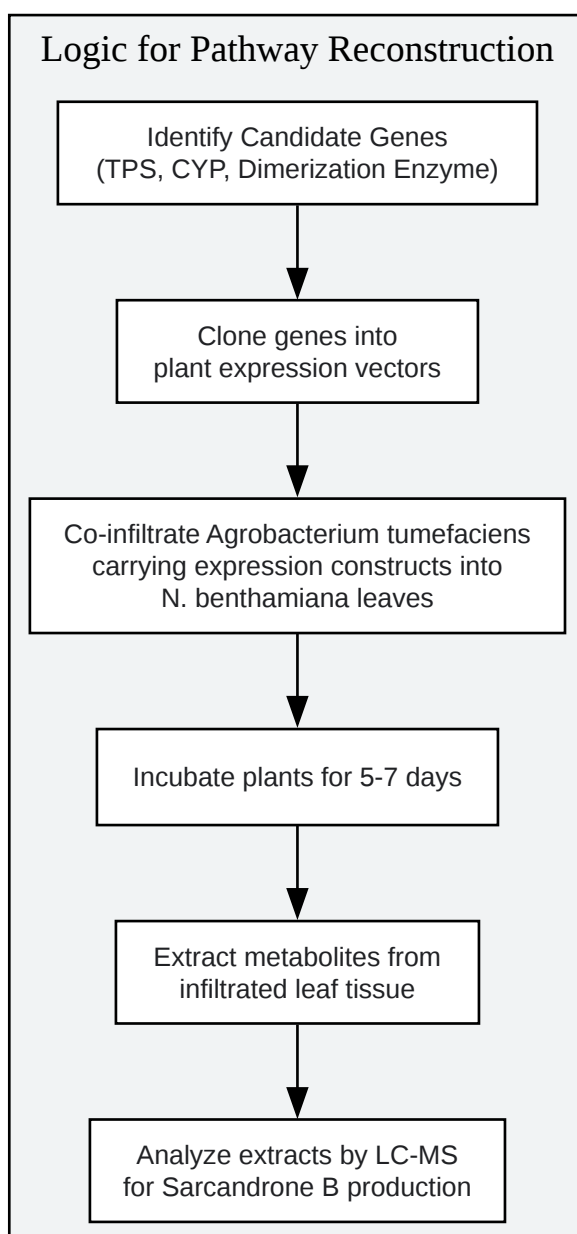 Logic for Pathway Reconstruction
Identify Candidate Genes
(TPS, CYP, Dimerization Enzyme)
Clone genes into
plant expression vectors
Co-infiltrate Agrobacterium tumefaciens
carrying expression constructs into
N. benthamiana leaves
Incubate plants for 5-7 days
Extract metabolites from
infiltrated leaf tissue
Analyze extracts by LC-MS
for Sarcandrone B production